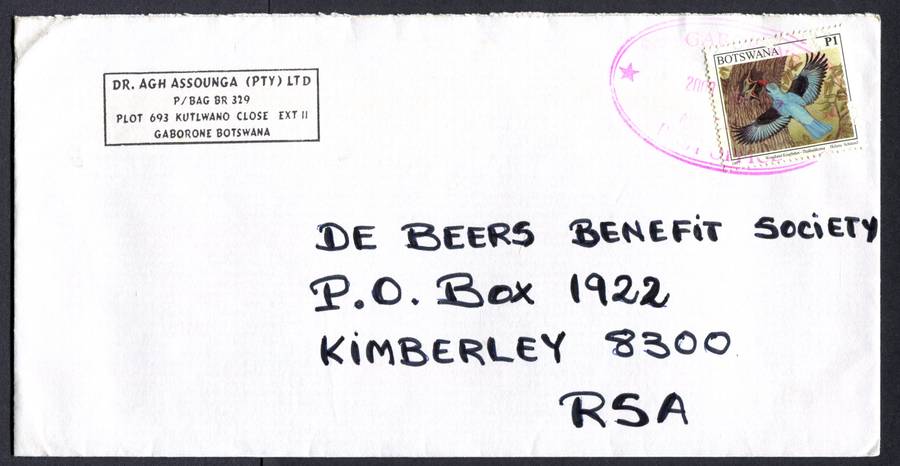 DR. AGH ASSOUNGA (PTY) LTD
P/BAG BR 329
PLOT 693 KUTLWANO CLOSE EXT 11
GABORONE BOTSWANA
BOTSWANA P1
DE BEERS BENEFiT SOCiETY
P.O. BOX 1922
KiMBERLEY 8300
RSA